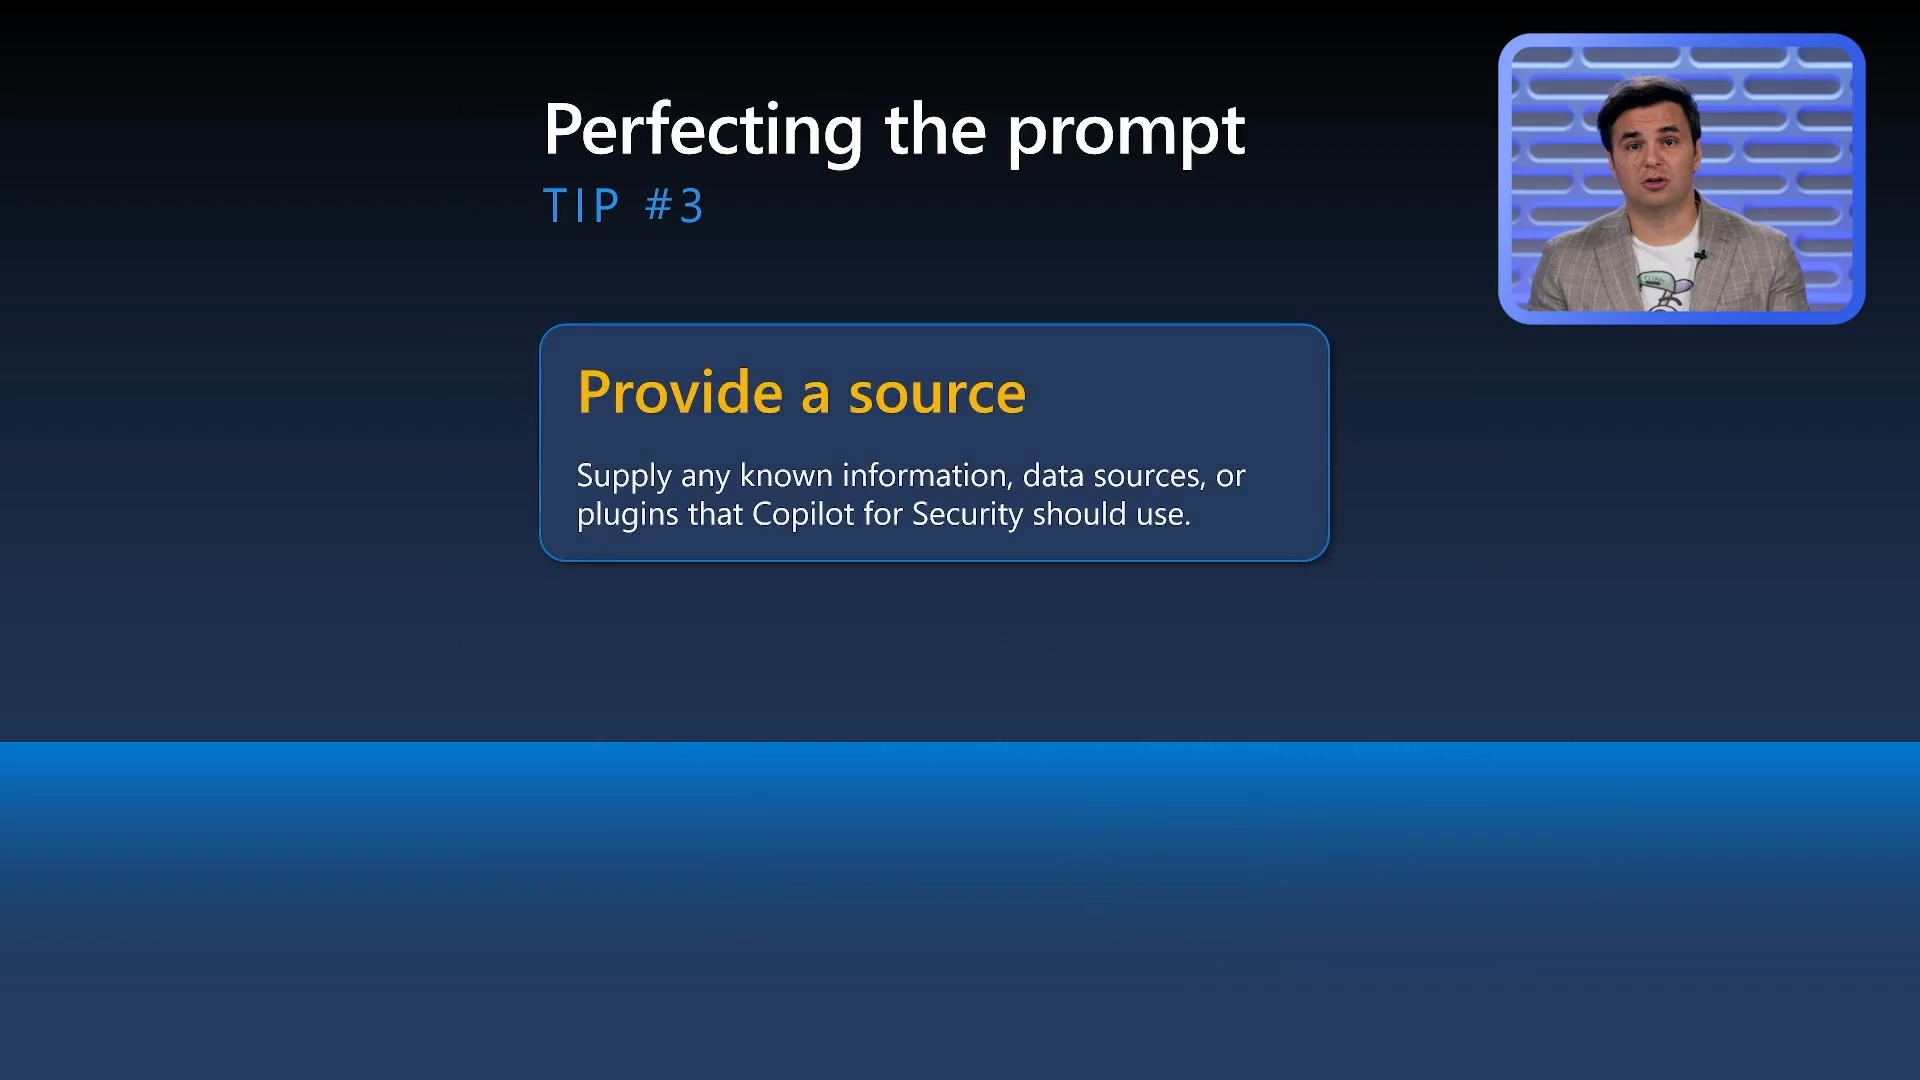 Perfecting the prompt
TIP #3
Provide a source
Supply any known information, data sources, or
plugins that Copilot for Security should use.